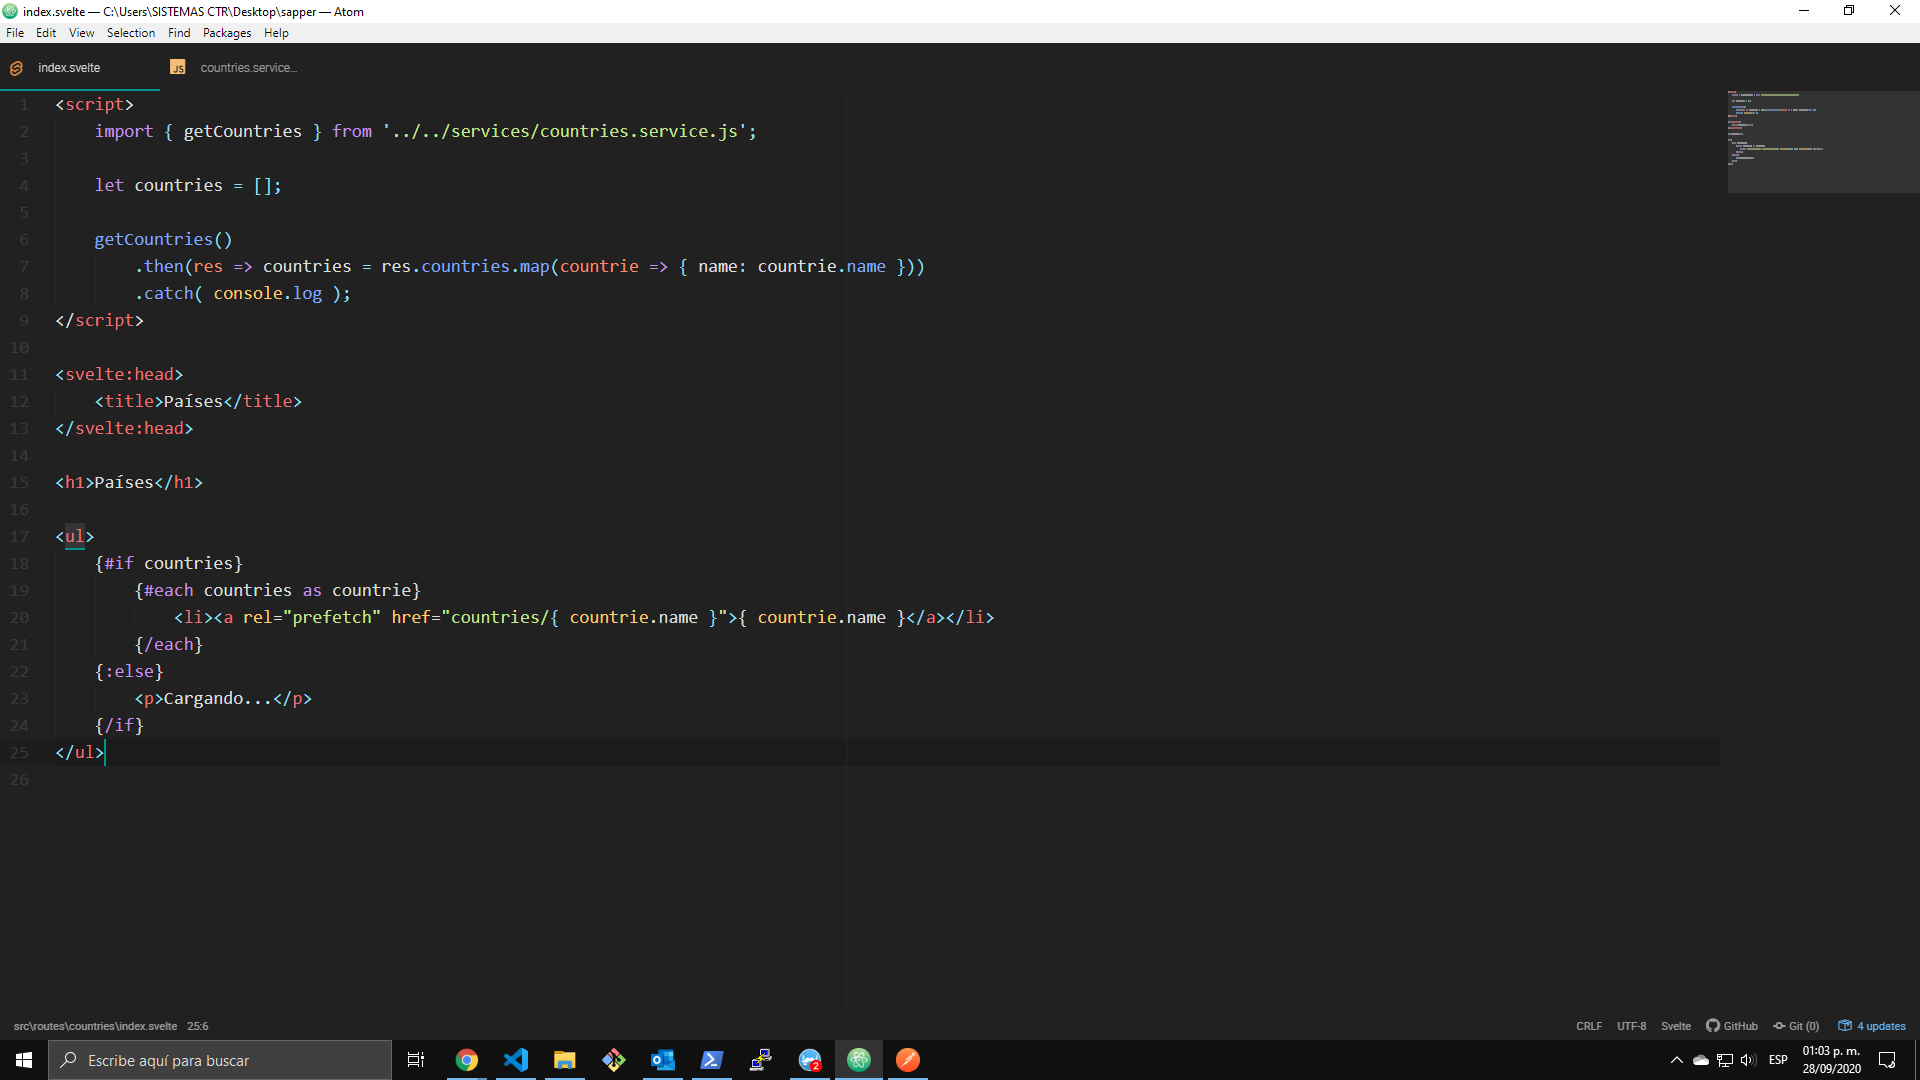 index.svelte — C:\Users\SISTEMAS CTR\Desktop\sapper — Atom
File Edit View Selection Find Packages Help
index.svelte JS countries.service...
1 <script>
2 import { getCountries } from '../../services/countries.service.js';
3
4 let countries = [];
5
6 getCountries()
7 .then(res => countries = res.countries.map(countrie => { name: countrie.name }))
8 .catch( console.log );
9 </script>
10
11 <svelte:head>
12 <title>Países</title>
13 </svelte:head>
14
15 <h1>Países</h1>
16
17 <ul>
18 {#if countries}
19 {#each countries as countrie}
20 <li><a rel="prefetch" href="countries/{ countrie.name }">{ countrie.name }</a></li>
21 {/each}
22 {:else}
23 <p>Cargando...</p>
24 {/if}
25 </ul>
26
src\routes\countries\index.svelte 25:6 CRLF UTF-8 Svelte GitHub Git (0) 4 updates
Escribe aquí para buscar 2 ESP 01:03 p. m.
28/09/2020